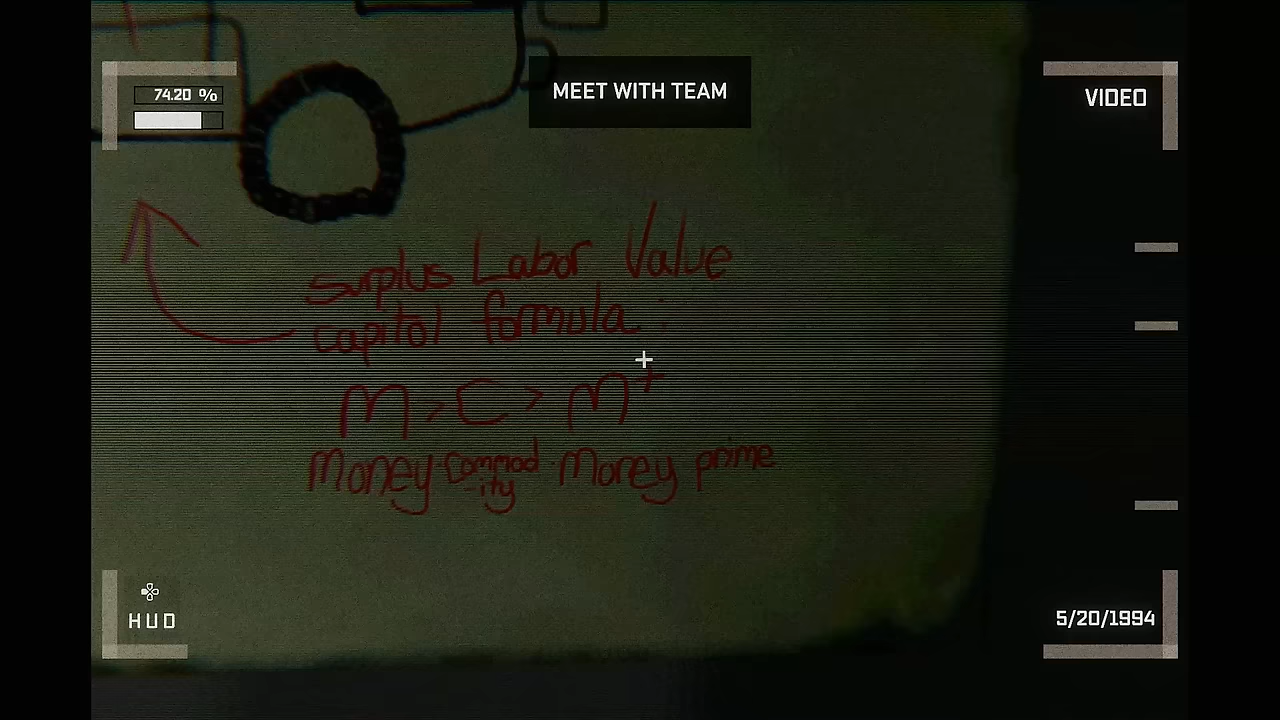 74.20 %
MEET WITH TEAM
VIDEO
surplus Labor Value
capitol formula:
M > C > M+
Money commod-ity Money prime
HUD
5/20/1994